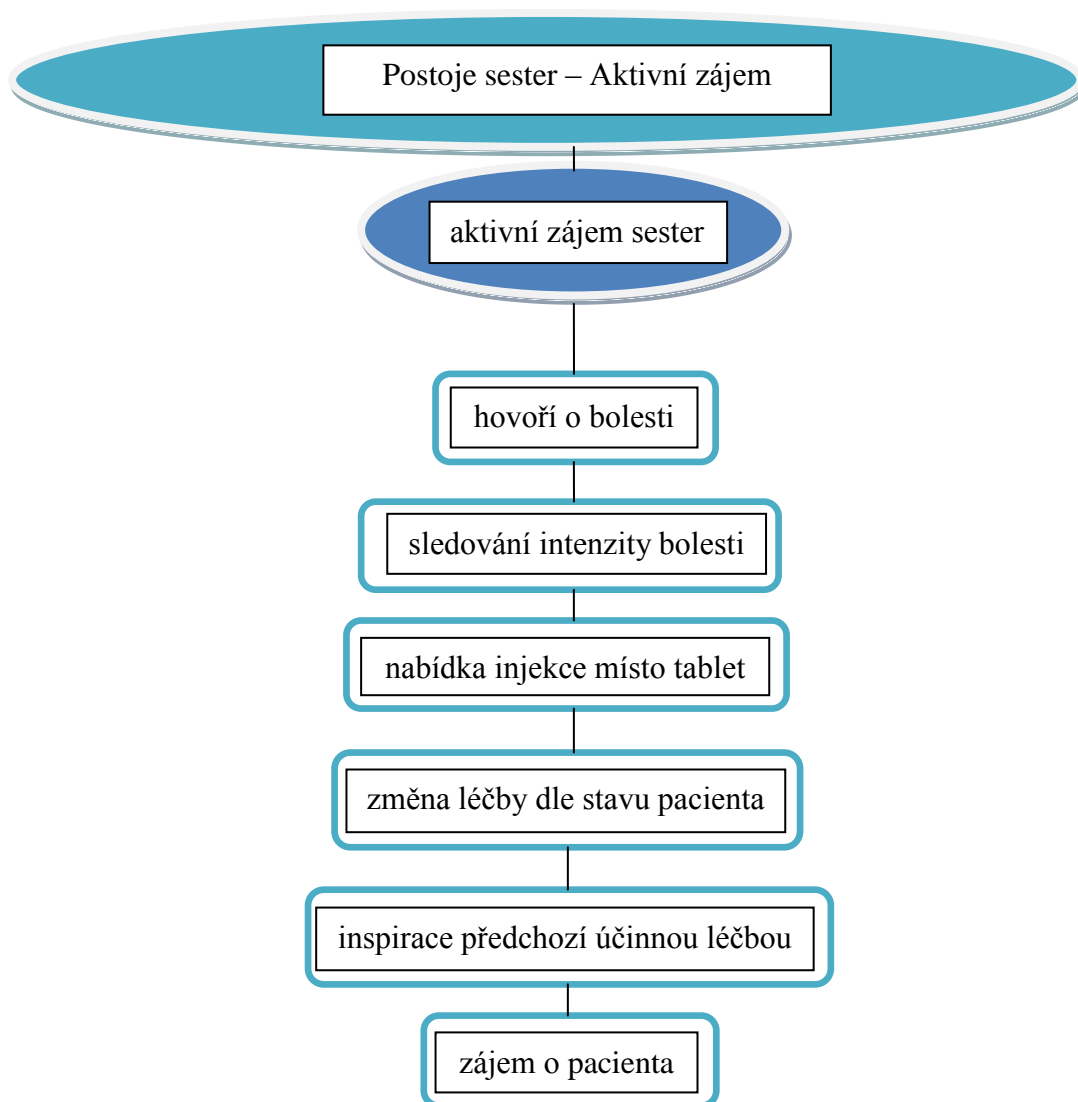 Postoje sester – Aktivní zájem
aktivní zájem sester
hovoří o bolesti
sledování intenzity bolesti
nabídka injekce místo tablet
změna léčby dle stavu pacienta
inspirace předchozí účinnou léčbou
zájem o pacienta